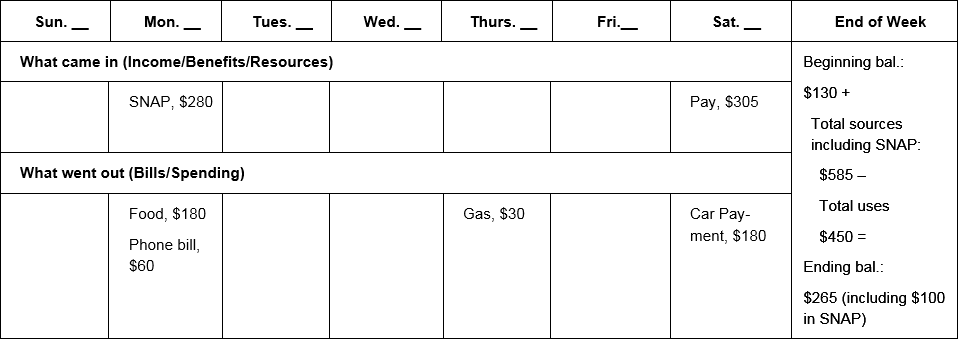 Sun. __ Mon. __ Tues. __ Wed. __ Thurs. __ Fri.__ Sat. __ End of Week
What came in (Income/Benefits/Resources)
SNAP, $280
Pay, $305
What went out (Bills/Spending)
Food, $180
Phone bill,
$60
Gas, $30
Car Pay-
ment, $180
Beginning bal.:
$130 +
Total sources
including SNAP:
$585 –
Total uses
$450 =
Ending bal.:
$265 (including $100
in SNAP)